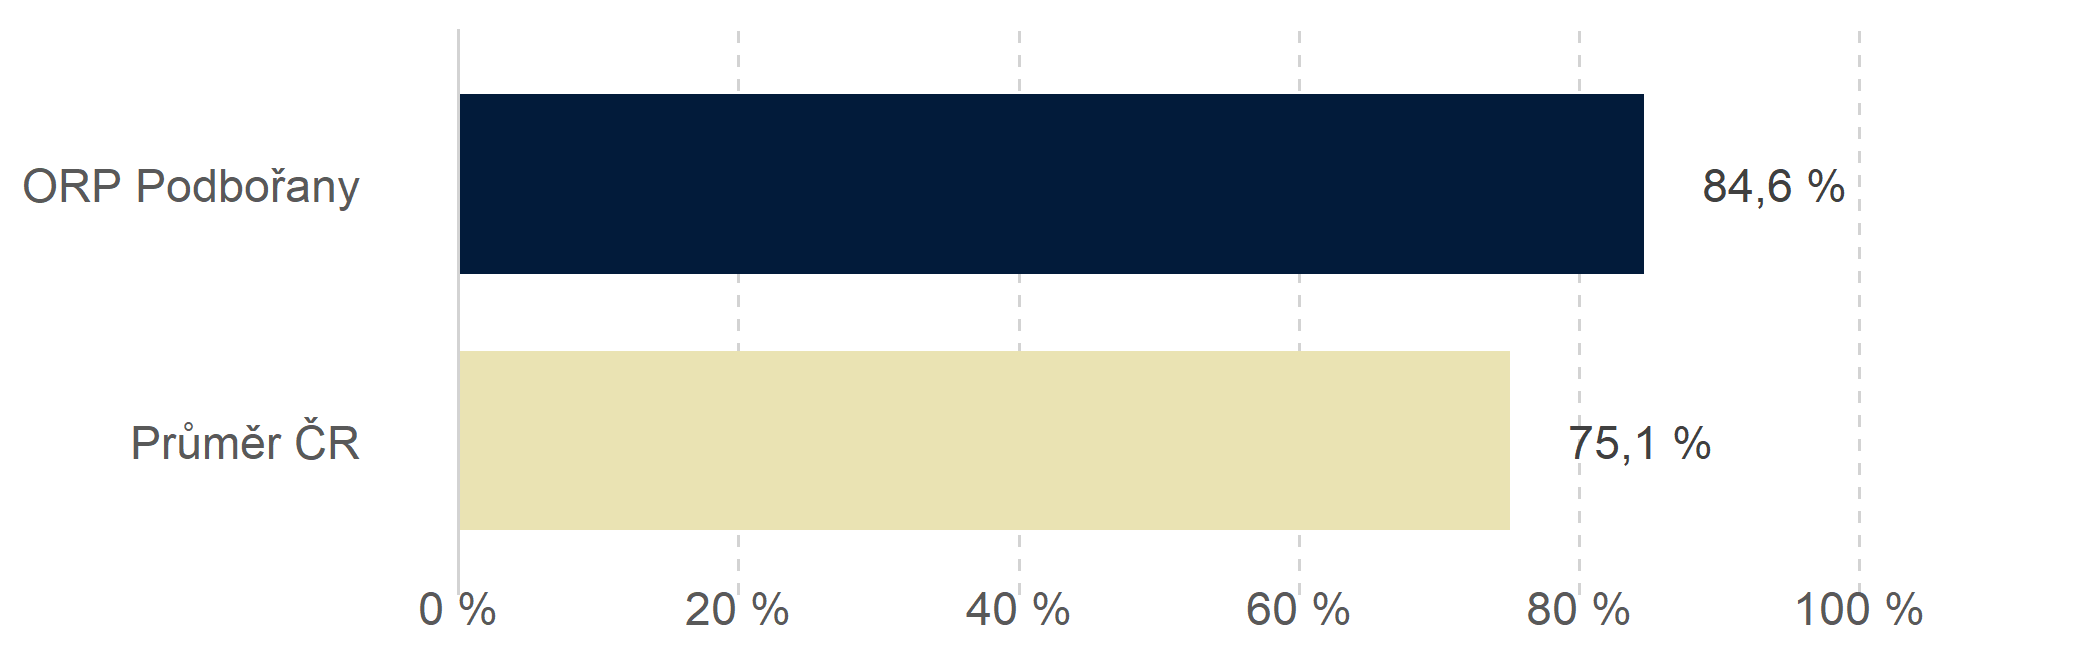 ORP Podbořany
84,6 %
Průměr ČR
75,1 %
0 % 20 % 40 % 60 % 80 % 100 %